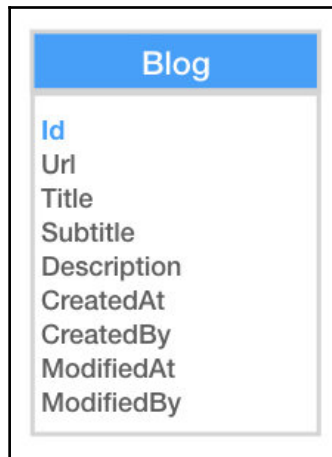 Blog
Id
Url
Title
Subtitle
Description
CreatedAt
CreatedBy
ModifiedAt
ModifiedBy